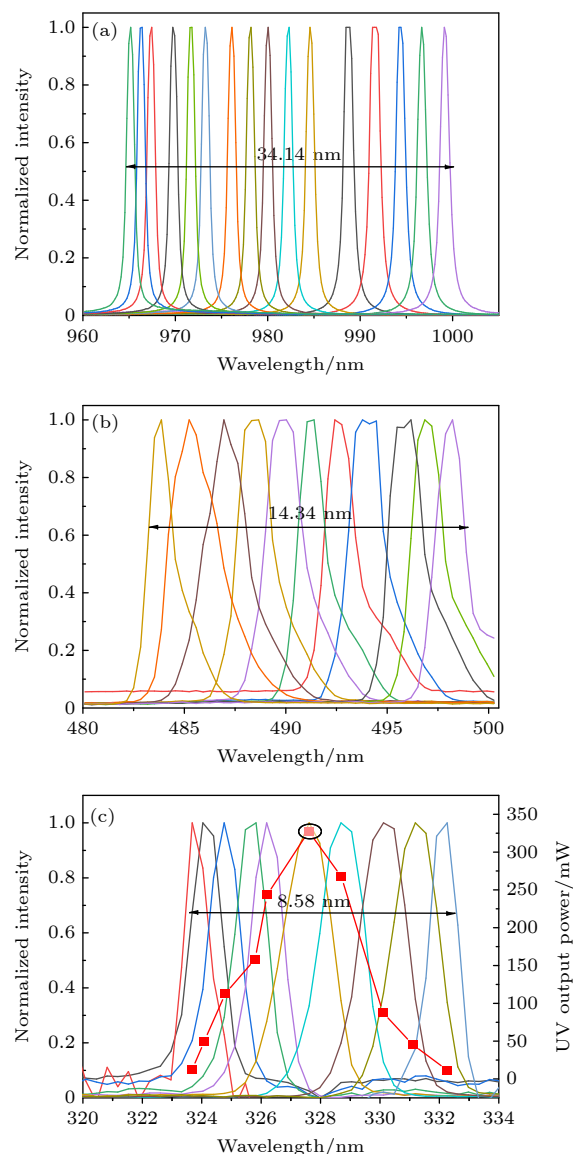 (a)
Normalized intensity
1.0
0.8
0.6
0.4
0.2
0
34.14 nm
960 970 980 990 1000
Wavelength/nm
(b)
Normalized intensity
1.0
0.8
0.6
0.4
0.2
0
14.34 nm
480 485 490 495 500
Wavelength/nm
(c)
Normalized intensity
1.0
0.8
0.6
0.4
0.2
0
8.58 nm
350
300
250
200
150
100
50
0
UV output power/mW
320 322 324 326 328 330 332 334
Wavelength/nm